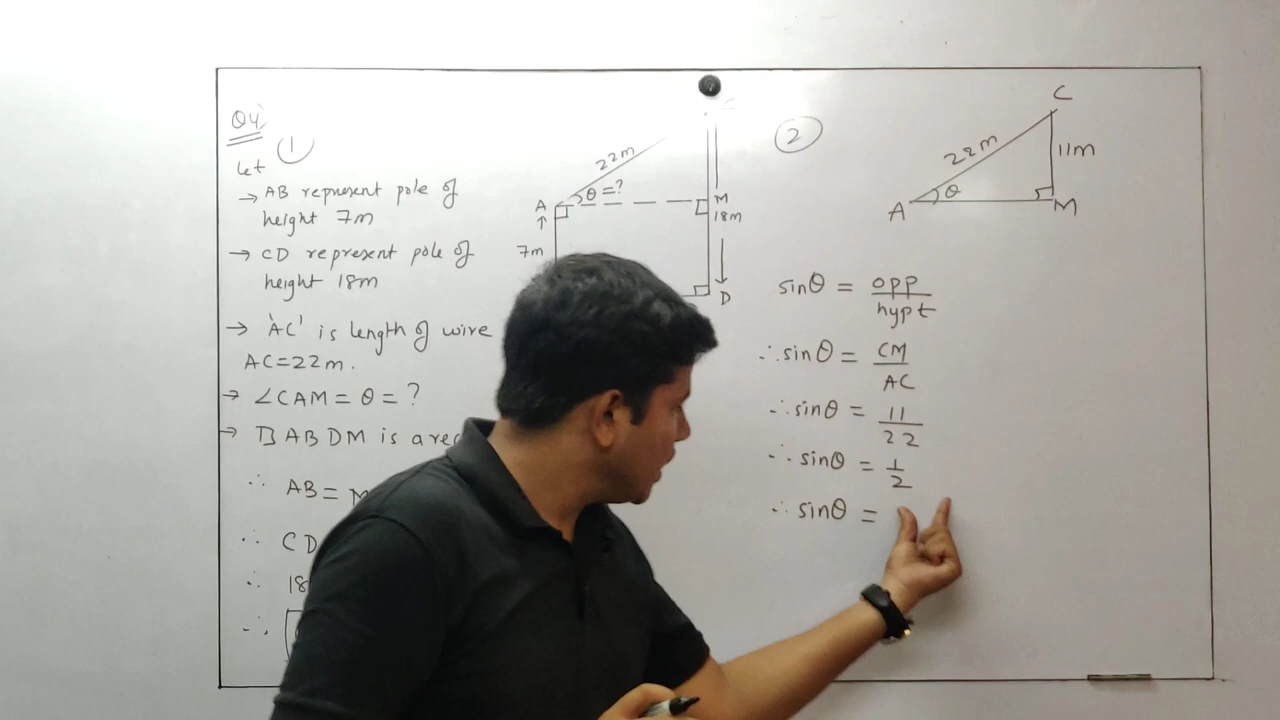 Q4)
1
Let
→ AB represent pole of
height 7m
→ CD represent pole of
height 18m
→ 'AC' is length of wire
AC=22m.
→ ∠CAM = θ = ?
→ ABDM is a rec
∴ AB = M
∴ CD
∴ 18
∴
22m
A
θ=?
M
18m
7m
D
2
C
22m
11m
θ
A
M
sinθ = opp
hypt
∴ sinθ = CM
AC
∴ sinθ = 11
22
∴ sinθ = 1
2
∴ sinθ =